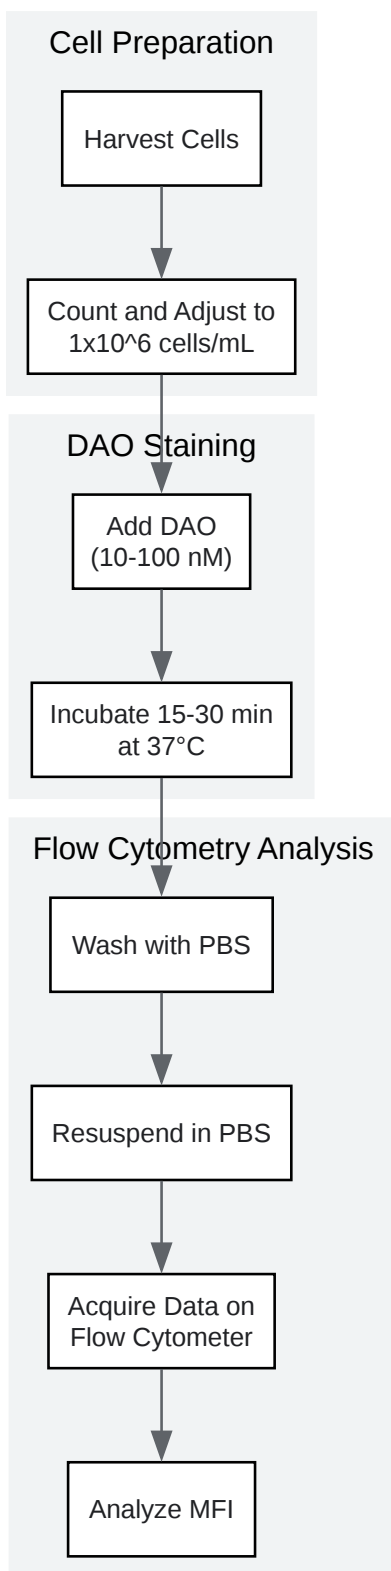 Cell Preparation
Harvest Cells
Count and Adjust to
1x10^6 cells/mL
DAO Staining
Add DAO
(10-100 nM)
Incubate 15-30 min
at 37°C
Flow Cytometry Analysis
Wash with PBS
Resuspend in PBS
Acquire Data on
Flow Cytometer
Analyze MFI